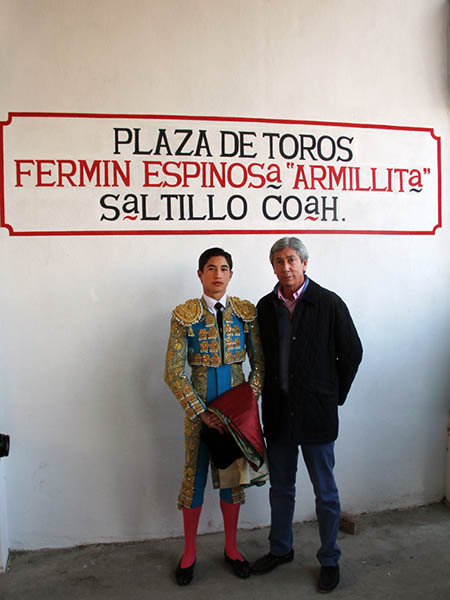 PLAZA DE TOROS
FERMIN ESPINOSa "ARMILLITa"
SaLTILLO COaH.